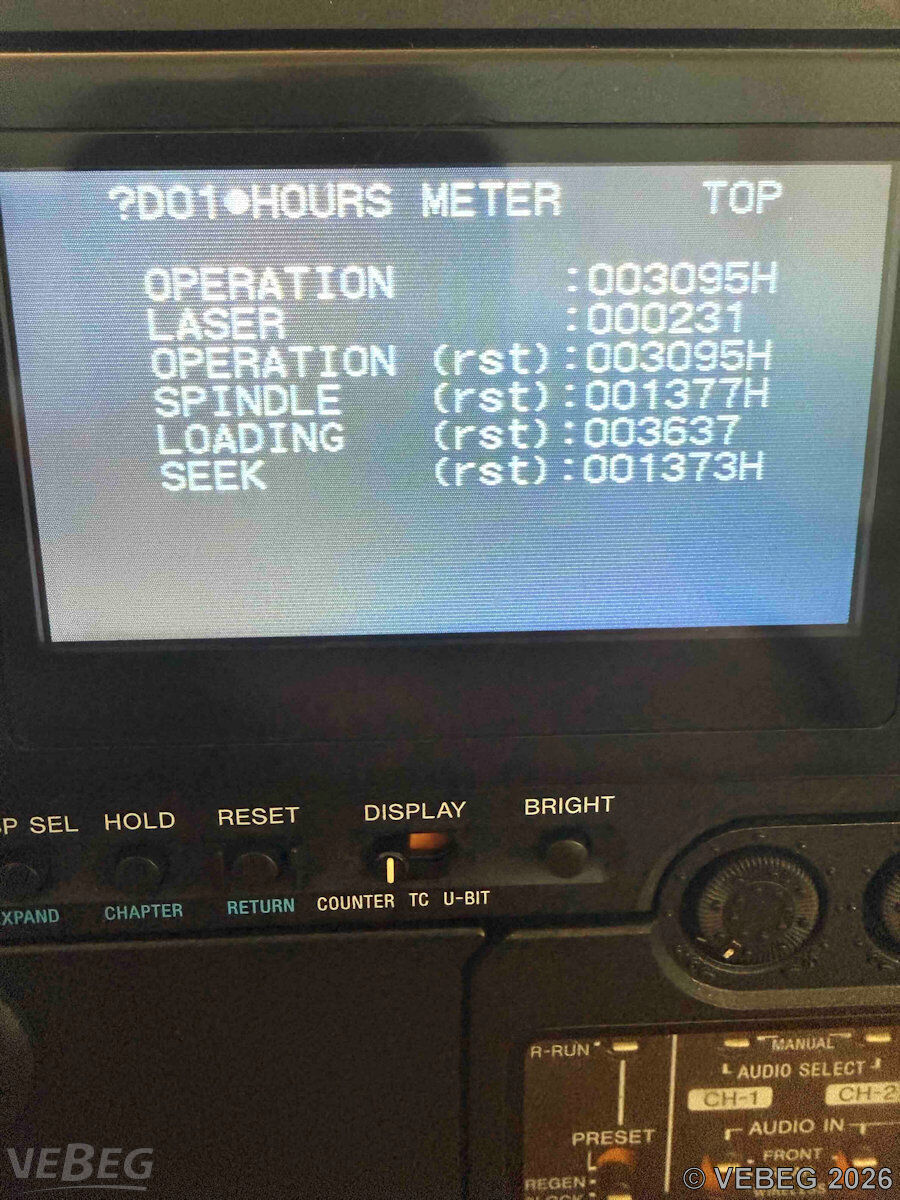 ?D01●HOURS METER TOP
OPERATION :003095H
LASER :000231
OPERATION (rst):003095H
SPINDLE (rst):001377H
LOADING (rst):003637
SEEK (rst):001373H
SP SEL HOLD RESET DISPLAY BRIGHT
EXPAND CHAPTER RETURN COUNTER TC U-BIT
R-RUN MANUAL
AUDIO SELECT
CH-1 CH-2
AUDIO IN
PRESET FRONT
REGEN
VEBEG © VEBEG 2026